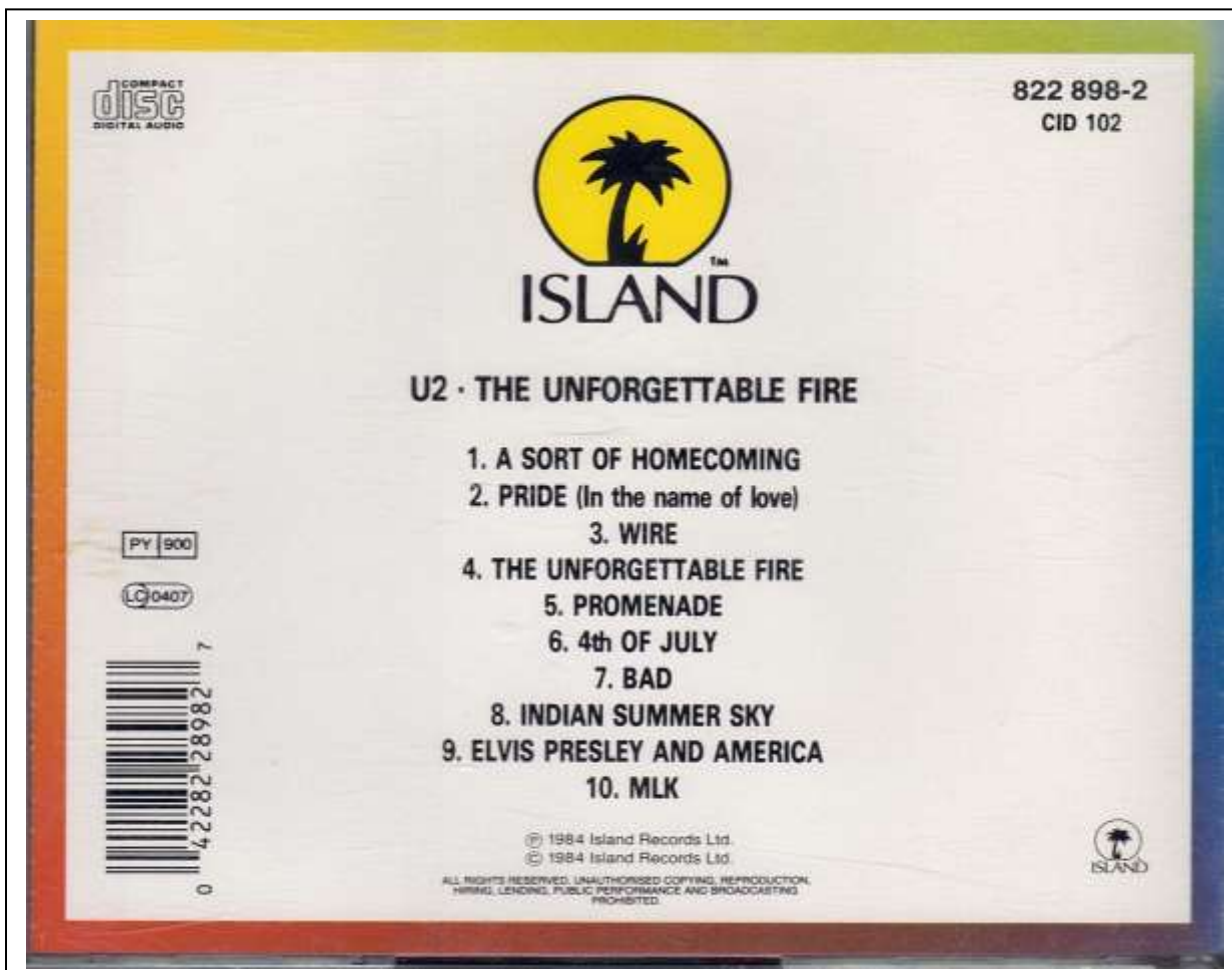 COMPACT
disc
DIGITAL AUDIO
822 898-2
CID 102
TM
ISLAND
U2 · THE UNFORGETTABLE FIRE
1. A SORT OF HOMECOMING
2. PRIDE (In the name of love)
3. WIRE
4. THE UNFORGETTABLE FIRE
5. PROMENADE
6. 4th OF JULY
7. BAD
8. INDIAN SUMMER SKY
9. ELVIS PRESLEY AND AMERICA
10. MLK
PY 900
LC 0407
0 42282 28982 7
℗ 1984 Island Records Ltd.
© 1984 Island Records Ltd.
ALL RIGHTS RESERVED. UNAUTHORISED COPYING, REPRODUCTION,
HIRING, LENDING, PUBLIC PERFORMANCE AND BROADCASTING
PROHIBITED.
ISLAND